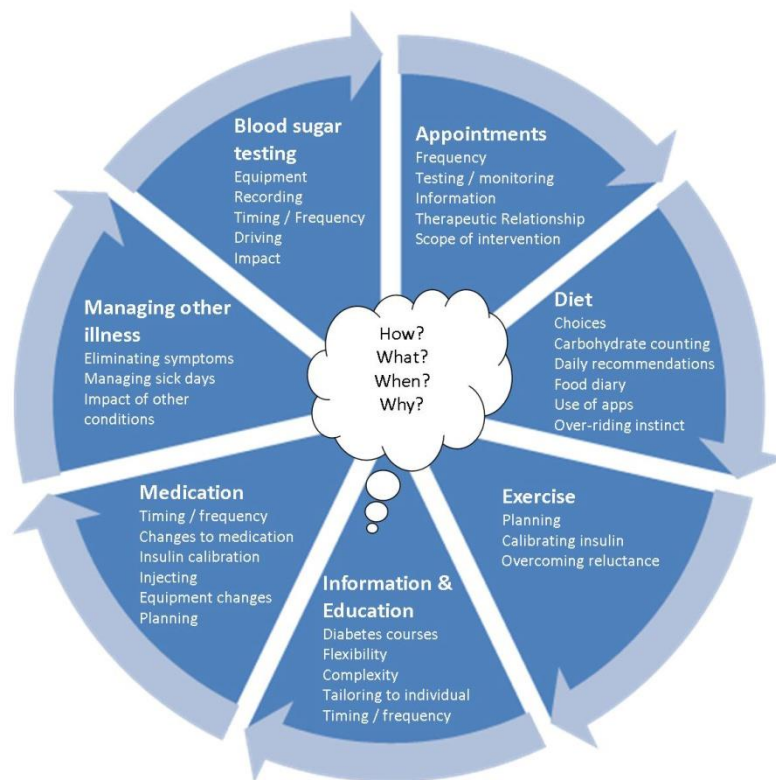 Blood sugar
testing
Equipment
Recording
Timing / Frequency
Driving
Impact
Appointments
Frequency
Testing / monitoring
Information
Therapeutic Relationship
Scope of intervention
Diet
Choices
Carbohydrate counting
Daily recommendations
Food diary
Use of apps
Over-riding instinct
Exercise
Planning
Calibrating insulin
Overcoming reluctance
Information &
Education
Diabetes courses
Flexibility
Complexity
Tailoring to individual
Timing / frequency
Medication
Timing / frequency
Changes to medication
Insulin calibration
Injecting
Equipment changes
Planning
Managing other
illness
Eliminating symptoms
Managing sick days
Impact of other
conditions
How?
What?
When?
Why?